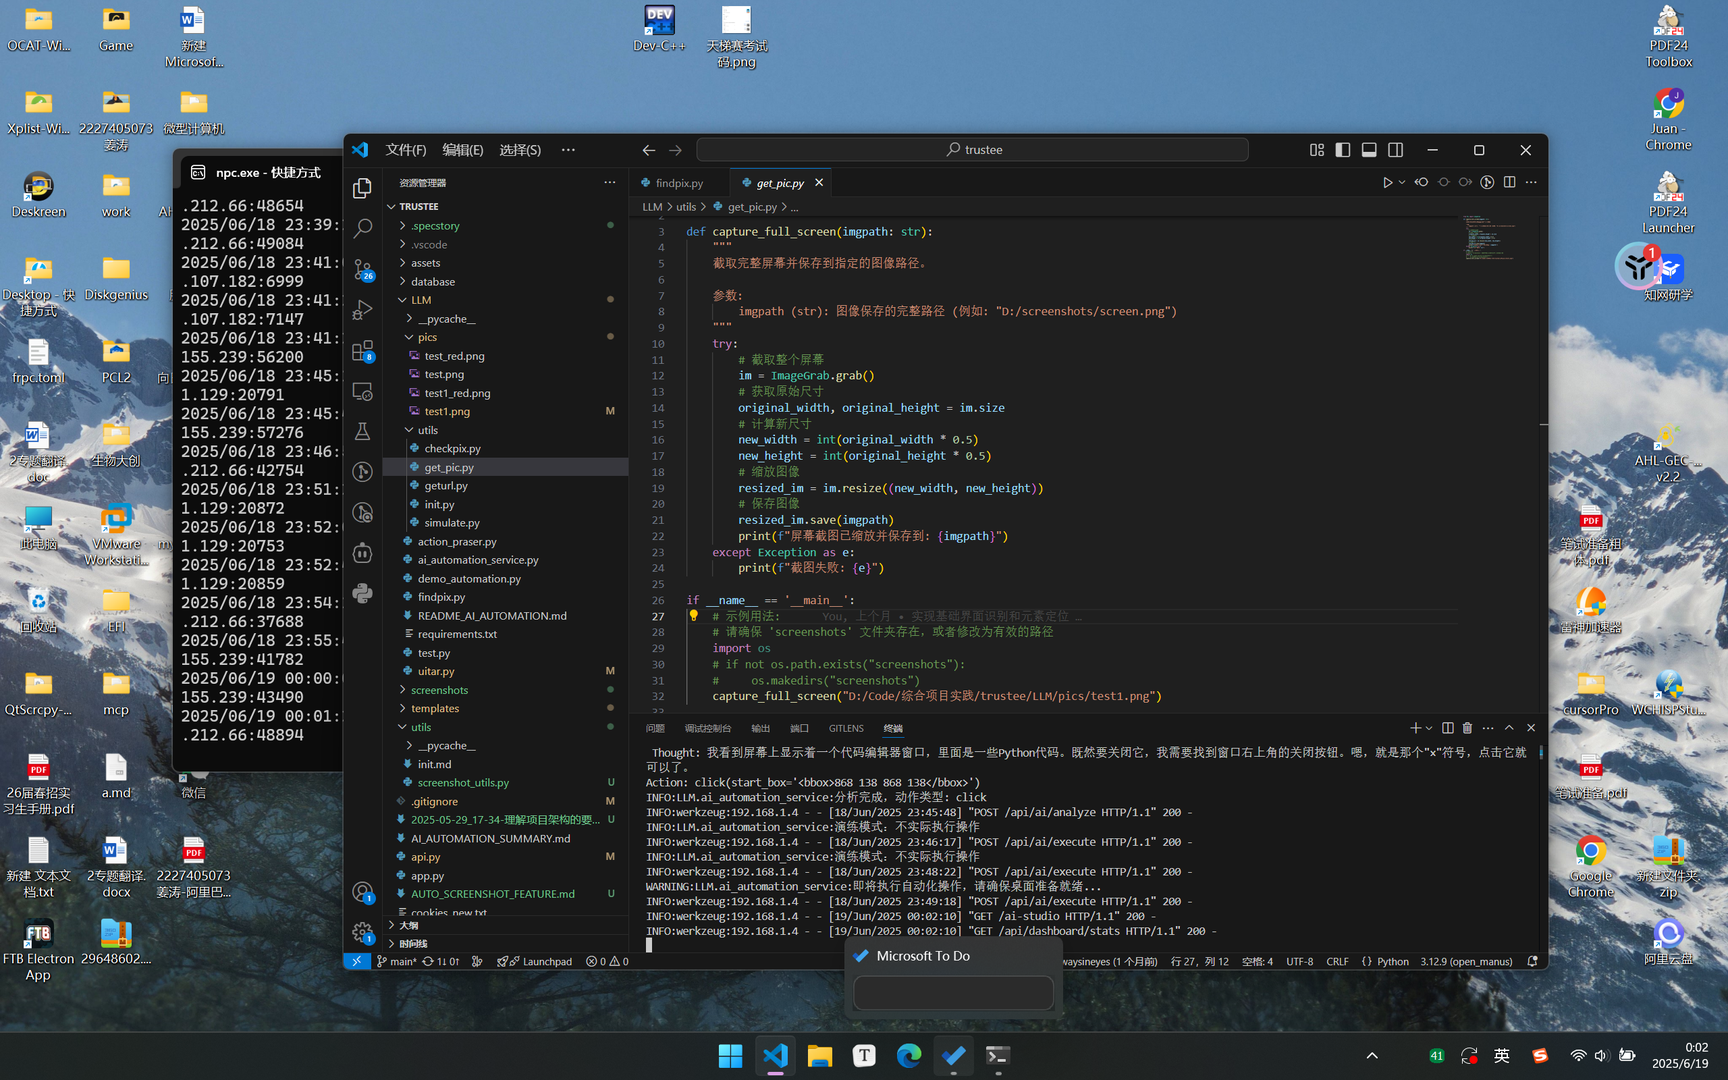 OCAT-Wi...
Game
新建
Microsof...
Dev-C++
天梯赛考试
码.png
PDF24
Toolbox
Xplist-Wi...
2227405073
姜涛
微型计算机
Juan -
Chrome
Deskreen
work
PDF24
Launcher
Desktop - 快
捷方式
Diskgenius
知网研学
1
frpc.toml
PCL2
2专题翻译.
doc
生物大创
AHL-GEC-...
v2.2
此电脑
VMware
Workstati...
笔试准备粗
体.pdf
回收站
EFI
雷神加速器
QtScrcpy-...
mcp
cursorPro
WCHISPStu...
26届春招实
习生手册.pdf
a.md
微信
笔试准备.pdf
新建 文本文
档.txt
2专题翻译.
docx
2227405073
姜涛-阿里巴...
Google
Chrome
新建文件夹.
zip
FTB Electron
App
29648602....
阿里云盘
npc.exe - 快捷方式
.212.66:48654
2025/06/18 23:39:
.212.66:49084
2025/06/18 23:41:
.107.182:6999
2025/06/18 23:41:
.107.182:7147
2025/06/18 23:41:
155.239:56200
2025/06/18 23:45:
1.129:20791
2025/06/18 23:45:
155.239:57276
2025/06/18 23:46:
.212.66:42754
2025/06/18 23:51:
1.129:20872
2025/06/18 23:52:
1.129:20753
2025/06/18 23:52:
1.129:20859
2025/06/18 23:54:
.212.66:37688
2025/06/18 23:55:
155.239:41782
2025/06/19 00:00:
155.239:43490
2025/06/19 00:01:
.212.66:48894
文件(F) 编辑(E) 选择(S) ···
trustee
资源管理器
TRUSTEE
.specstory
.vscode
assets
database
LLM
__pycache__
pics
test_red.png
test.png
test1_red.png
test1.png M
utils
checkpix.py
get_pic.py
geturl.py
init.py
simulate.py
action_praser.py
ai_automation_service.py
demo_automation.py
findpix.py
README_AI_AUTOMATION.md
requirements.txt
test.py
uitar.py M
screenshots
templates
utils
__pycache__
init.md
screenshot_utils.py U
.gitignore M
2025-05-29_17-34-理解项目架构的要... U
AI_AUTOMATION_SUMMARY.md
api.py M
app.py
AUTO_SCREENSHOT_FEATURE.md U
cookies_new.txt
大纲
时间线
26
8
1
1
findpix.py
get_pic.py
LLM > utils > get_pic.py > ...
3 def capture_full_screen(imgpath: str):
4 """
5 截取完整屏幕并保存到指定的图像路径。
6
7 参数:
8 imgpath (str): 图像保存的完整路径 (例如: "D:/screenshots/screen.png")
9 """
10 try:
11 # 截取整个屏幕
12 im = ImageGrab.grab()
13 # 获取原始尺寸
14 original_width, original_height = im.size
15 # 计算新尺寸
16 new_width = int(original_width * 0.5)
17 new_height = int(original_height * 0.5)
18 # 缩放图像
19 resized_im = im.resize((new_width, new_height))
20 # 保存图像
21 resized_im.save(imgpath)
22 print(f"屏幕截图已缩放并保存到: {imgpath}")
23 except Exception as e:
24 print(f"截图失败: {e}")
25
26 if __name__ == '__main__':
27 # 示例用法: You, 上个月 • 实现基础界面识别和元素定位 …
28 # 请确保 'screenshots' 文件夹存在，或者修改为有效的路径
29 import os
30 # if not os.path.exists("screenshots"):
31 # os.makedirs("screenshots")
32 capture_full_screen("D:/Code/综合项目实践/trustee/LLM/pics/test1.png")
问题 调试控制台 输出 端口 GITLENS 终端
Thought: 我看到屏幕上显示着一个代码编辑器窗口，里面是一些Python代码。既然要关闭它，我需要找到窗口右上角的关闭按钮。嗯，就是那个"x"符号，点击它就
可以了。
Action: click(start_box='<bbox>868 138 868 138</bbox>')
INFO:LLM.ai_automation_service:分析完成，动作类型: click
INFO:werkzeug:192.168.1.4 - - [18/Jun/2025 23:45:48] "POST /api/ai/analyze HTTP/1.1" 200 -
INFO:LLM.ai_automation_service:演练模式: 不实际执行操作
INFO:werkzeug:192.168.1.4 - - [18/Jun/2025 23:46:17] "POST /api/ai/execute HTTP/1.1" 200 -
INFO:LLM.ai_automation_service:演练模式: 不实际执行操作
INFO:werkzeug:192.168.1.4 - - [18/Jun/2025 23:48:22] "POST /api/ai/execute HTTP/1.1" 200 -
WARNING:LLM.ai_automation_service:即将执行自动化操作，请确保桌面准备就绪...
INFO:werkzeug:192.168.1.4 - - [18/Jun/2025 23:49:18] "POST /api/ai/execute HTTP/1.1" 200 -
INFO:werkzeug:192.168.1.4 - - [19/Jun/2025 00:02:10] "GET /ai-studio HTTP/1.1" 200 -
INFO:werkzeug:192.168.1.4 - - [19/Jun/2025 00:02:10] "GET /api/dashboard/stats HTTP/1.1" 200 -
main* 1↓ 0↑ Launchpad 0 0
waysineyes (1 个月前) 行 27，列 12 空格: 4 UTF-8 CRLF {} Python 3.12.9 (open_manus)
Microsoft To Do
41
英
0:02
2025/6/19